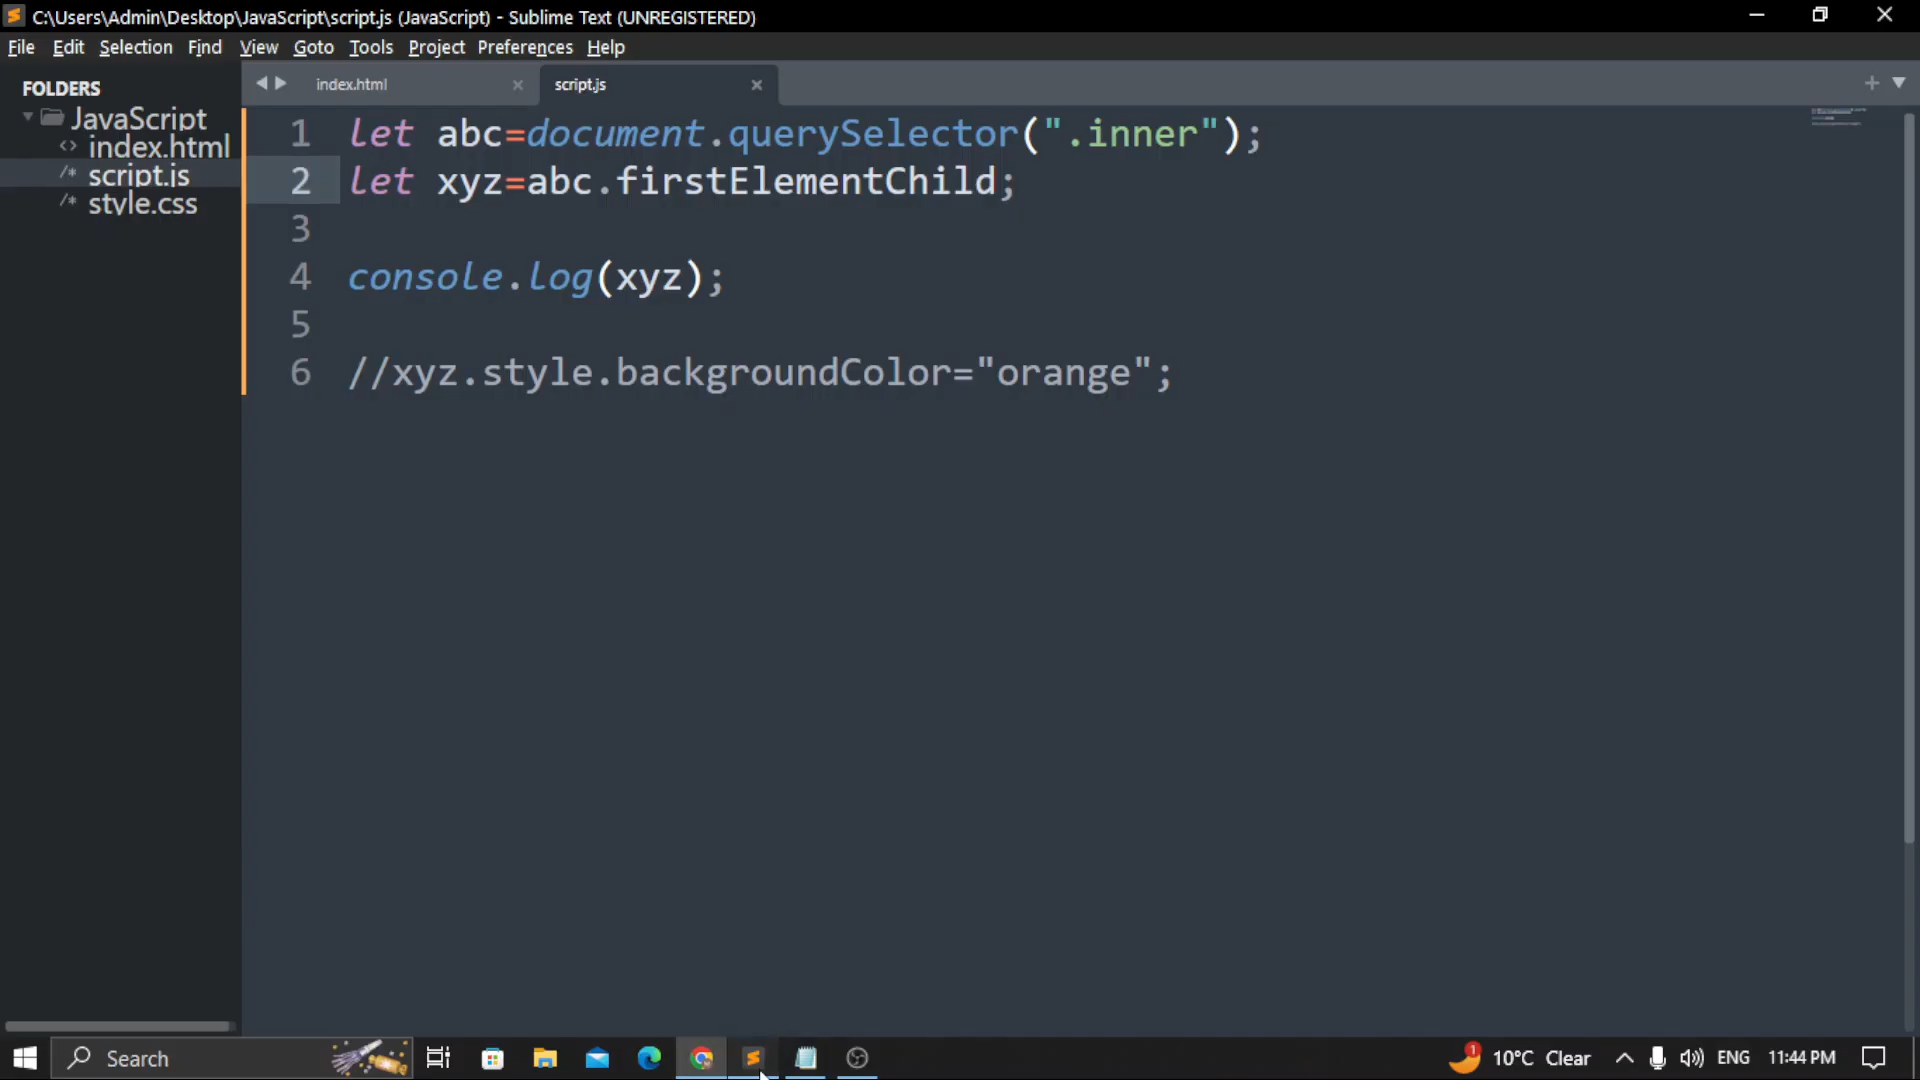 C:\Users\Admin\Desktop\JavaScript\script.js (JavaScript) - Sublime Text (UNREGISTERED)
File Edit Selection Find View Goto Tools Project Preferences Help
FOLDERS
JavaScript
<> index.html
/* script.js
/* style.css
index.html
script.js
1 let abc=document.querySelector(".inner");
2 let xyz=abc.firstElementChild;
3
4 console.log(xyz);
5
6 //xyz.style.backgroundColor="orange";
Search
1
10°C Clear
ENG
11:44 PM